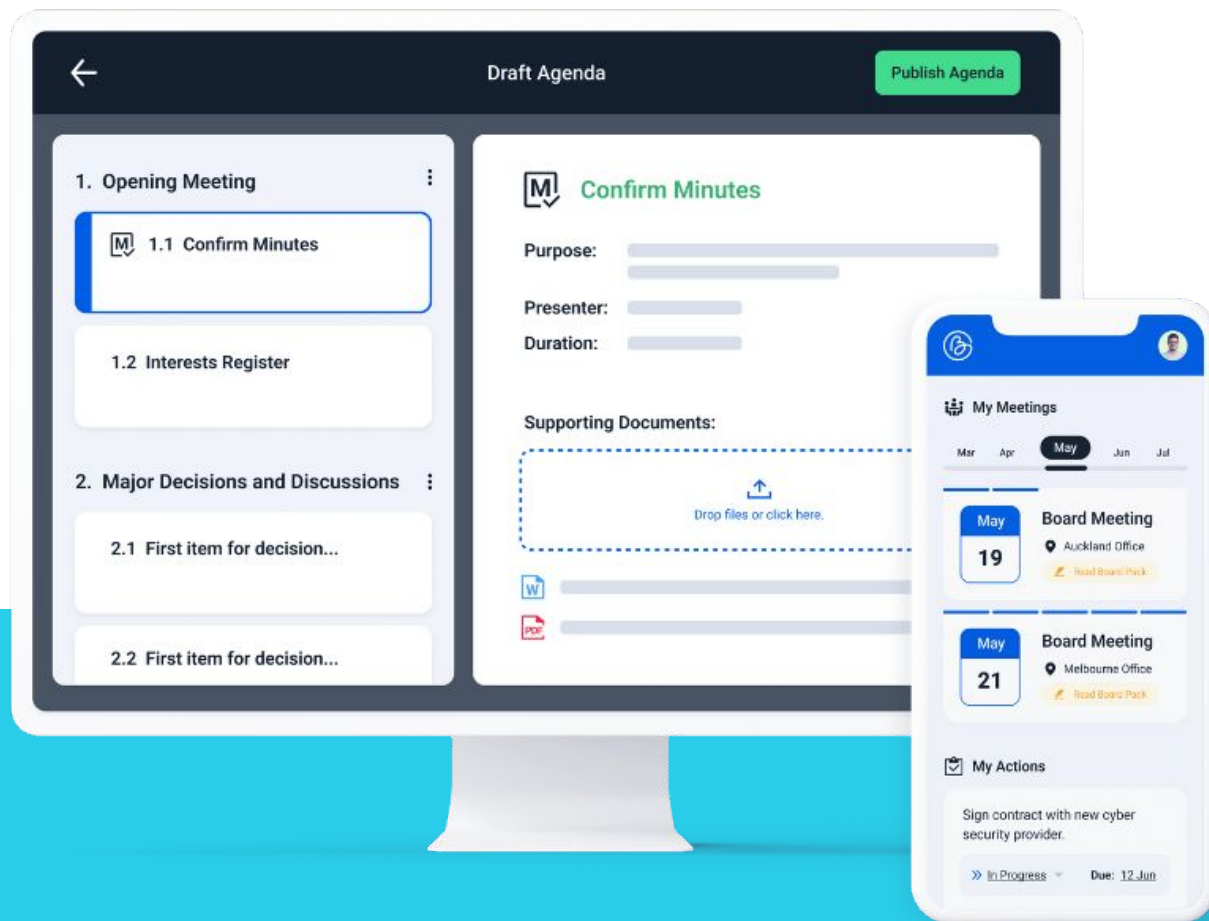 Draft Agenda
Publish Agenda
1. Opening Meeting
M 1.1 Confirm Minutes
1.2 Interests Register
2. Major Decisions and Discussions
2.1 First item for decision...
2.2 First item for decision...
M Confirm Minutes
Purpose:
Presenter:
Duration:
Supporting Documents:
Drop files or click here.
W
PDF
My Meetings
Mar Apr May Jun Jul
May
19
Board Meeting
Auckland Office
Read Board Pack
May
21
Board Meeting
Melbourne Office
Read Board Pack
My Actions
Sign contract with new cyber
security provider.
In Progress Due: 12 Jun